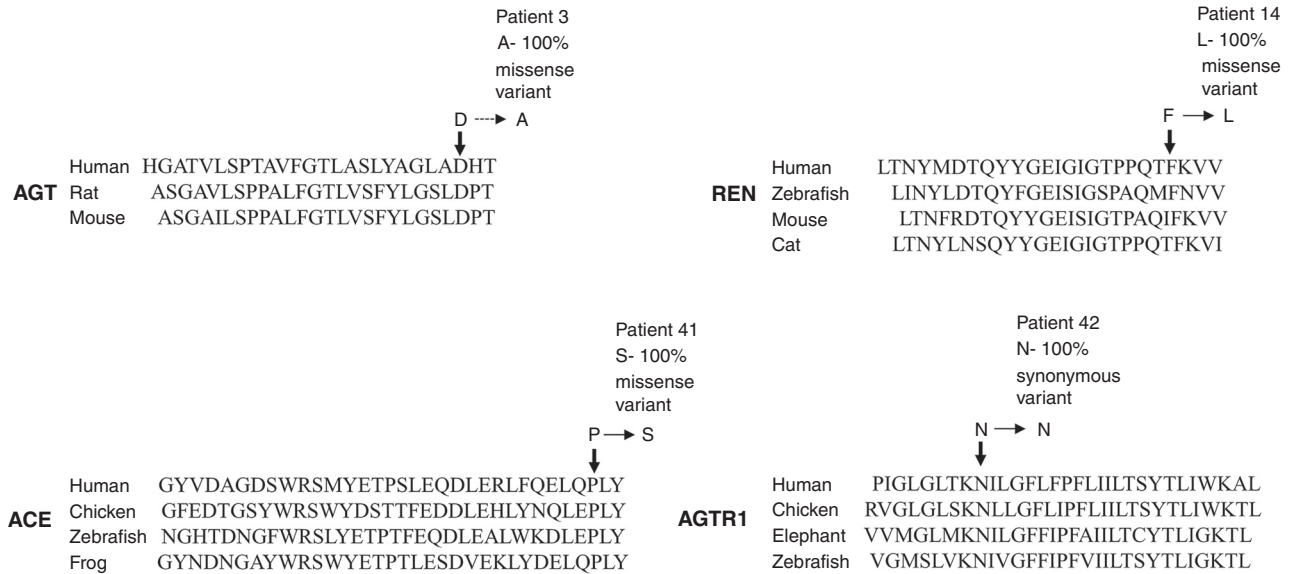 Patient 3
A- 100%
missense
variant
D A
AGT
Human HGATVLSPTAVFGTLASLYAGLADHT
Rat ASGAVLSPPALFGTLVSFYLGSLDPT
Mouse ASGAILSPPALFGTLVSFYLGSLDPT
Patient 14
L- 100%
missense
variant
F L
REN
Human LTNYMDTQYYGEIGIGTPPQTFKVV
Zebrafish LINYLDTQYFGEISIGSPAQMFNVV
Mouse LTNFRDTQYYGEISIGTPAQIFKVV
Cat LTNYLNSQYYGEIGIGTPPQTFKVI
Patient 41
S- 100%
missense
variant
P S
ACE
Human GYVDAGDSWRSMYETPSLEQDLERLFQELQPLY
Chicken GFEDTGSYWRSWYDSTTFEDDLEHLYNQLEPLY
Zebrafish NGHTDNGFWRSLYETPTFEQDLEALWKDLEPLY
Frog GYNDNGAYWRSWYETPTLESDVEKLYDELQPLY
Patient 42
N- 100%
synonymous
variant
N N
AGTR1
Human PIGLGLTKNILGFLFPFLIILTSYTLIWKAL
Chicken RVGLGLSKNLLGFLIPFLIILTSYTLIWKTL
Elephant VVMGLMKNILGFFIPFAIILTCYTLIGKTL
Zebrafish VGMSLVKNIVGFFIPFVIILTSYTLIGKTL